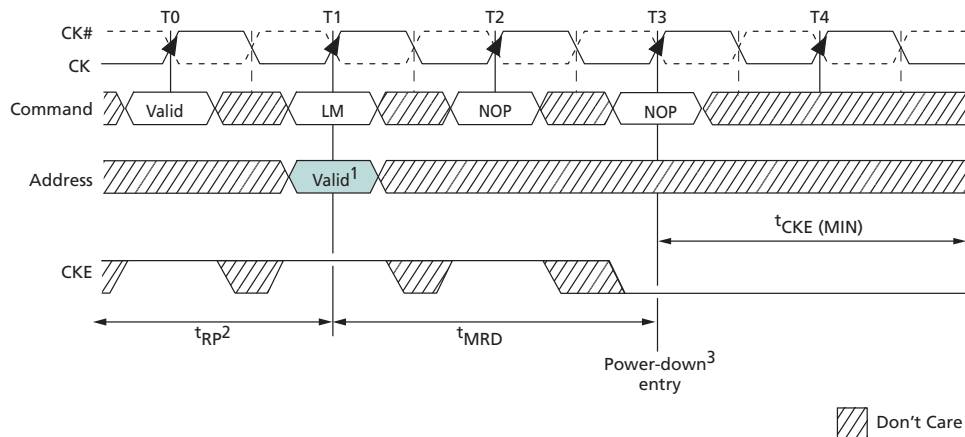 T0 T1 T2 T3 T4
CK#
CK
Command Valid LM NOP NOP
Address Valid¹
tCKE (MIN)
CKE
tRP² tMRD
Power-down³
entry
Don't Care